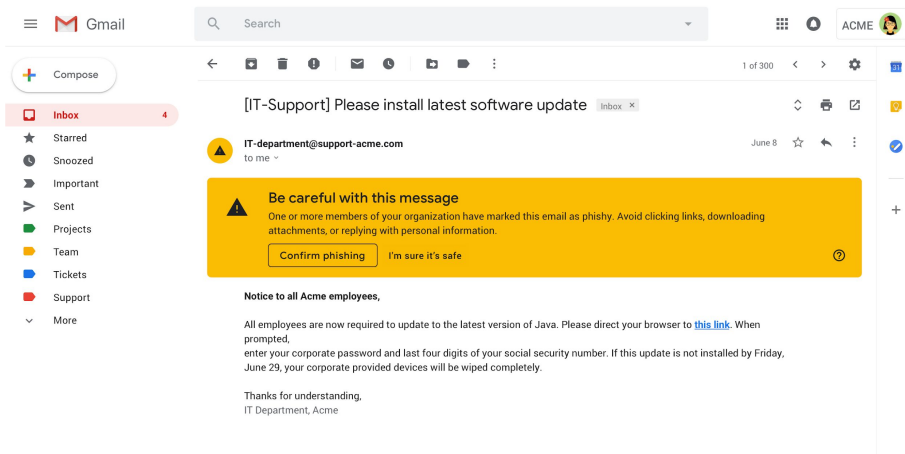 Gmail
Search
ACME
Compose
1 of 300
31
Inbox 4
Starred
Snoozed
Important
Sent
Projects
Team
Tickets
Support
More
[IT-Support] Please install latest software update Inbox ×
IT-department@support-acme.com
June 8
to me
Be careful with this message
One or more members of your organization have marked this email as phishy. Avoid clicking links, downloading
attachments, or replying with personal information.
Confirm phishing I'm sure it's safe
Notice to all Acme employees,
All employees are now required to update to the latest version of Java. Please direct your browser to this link. When
prompted,
enter your corporate password and last four digits of your social security number. If this update is not installed by Friday,
June 29, your corporate provided devices will be wiped completely.
Thanks for understanding,
IT Department, Acme